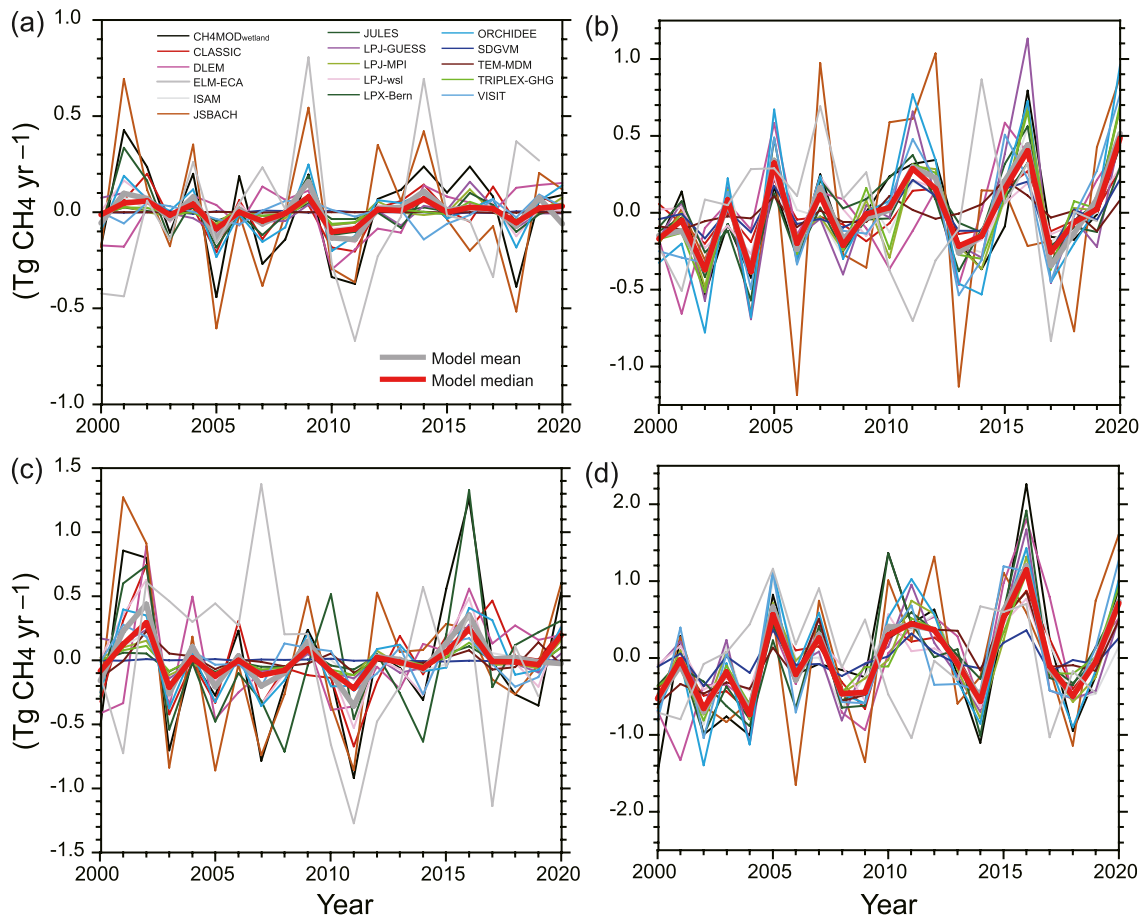 (a)
1.0
0.5
0.0
-0.5
-1.0
CH4MODwetland
CLASSIC
DLEM
ELM-ECA
ISAM
JSBACH
JULES
LPJ-GUESS
LPJ-MPI
LPJ-wsl
LPX-Bern
ORCHIDEE
SDGVM
TEM-MDM
TRIPLEX-GHG
VISIT
Model mean
Model median
2000 2005 2010 2015 2020
(Tg CH4 yr−1)
(b)
1.0
0.5
0.0
-0.5
-1.0
2000 2005 2010 2015 2020
(c)
1.5
1.0
0.5
0.0
-0.5
-1.0
-1.5
2000 2005 2010 2015 2020
(Tg CH4 yr−1)
Year
(d)
2.0
1.0
0.0
-1.0
-2.0
2000 2005 2010 2015 2020
Year